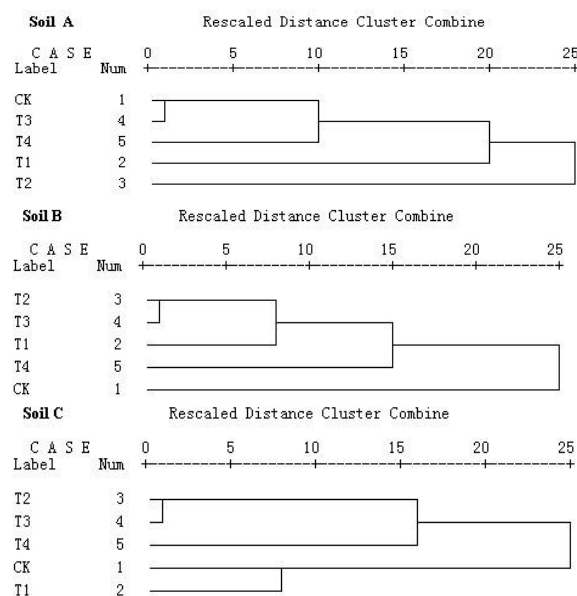 Soil A Rescaled Distance Cluster Combine
C A S E 0 5 10 15 20 25
Label Num
CK 1
T3 4
T4 5
T1 2
T2 3
Soil B Rescaled Distance Cluster Combine
C A S E 0 5 10 15 20 25
Label Num
T2 3
T3 4
T1 2
T4 5
CK 1
Soil C Rescaled Distance Cluster Combine
C A S E 0 5 10 15 20 25
Label Num
T2 3
T3 4
T4 5
CK 1
T1 2